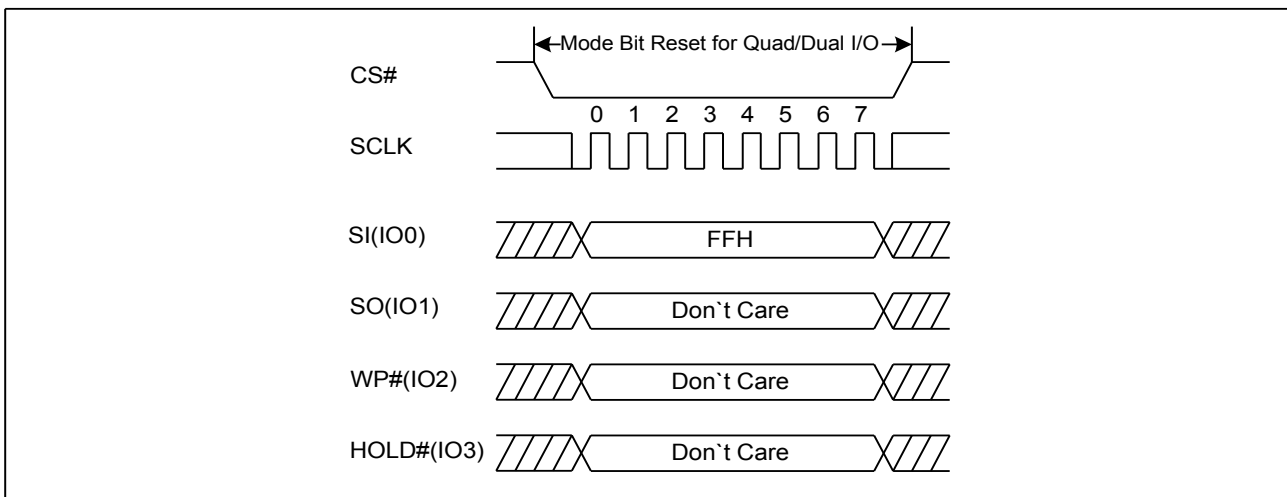 Mode Bit Reset for Quad/Dual I/O
CS#
0 1 2 3 4 5 6 7
SCLK
SI(IO0) FFH
SO(IO1) Don`t Care
WP#(IO2) Don`t Care
HOLD#(IO3) Don`t Care